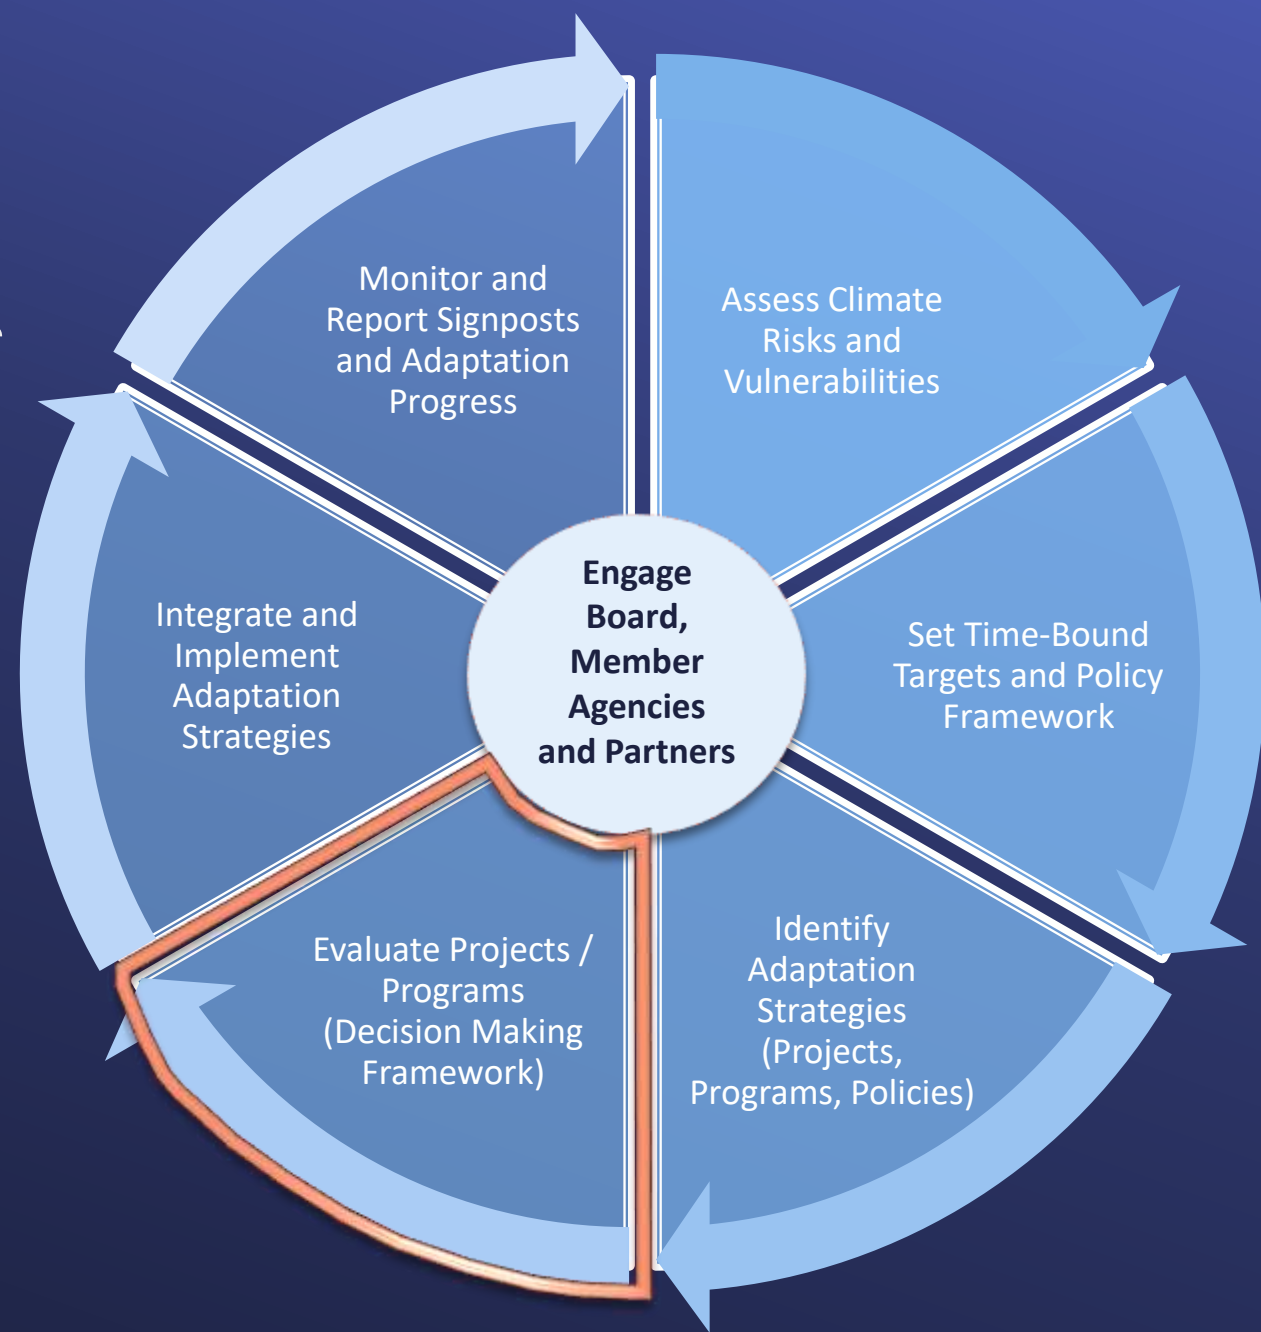 Monitor and
Report Signposts
and Adaptation
Progress
Assess Climate
Risks and
Vulnerabilities
Integrate and
Implement
Adaptation
Strategies
Engage
Board,
Member
Agencies
and Partners
Set Time-Bound
Targets and Policy
Framework
Evaluate Projects /
Programs
(Decision Making
Framework)
Identify
Adaptation
Strategies
(Projects,
Programs, Policies)